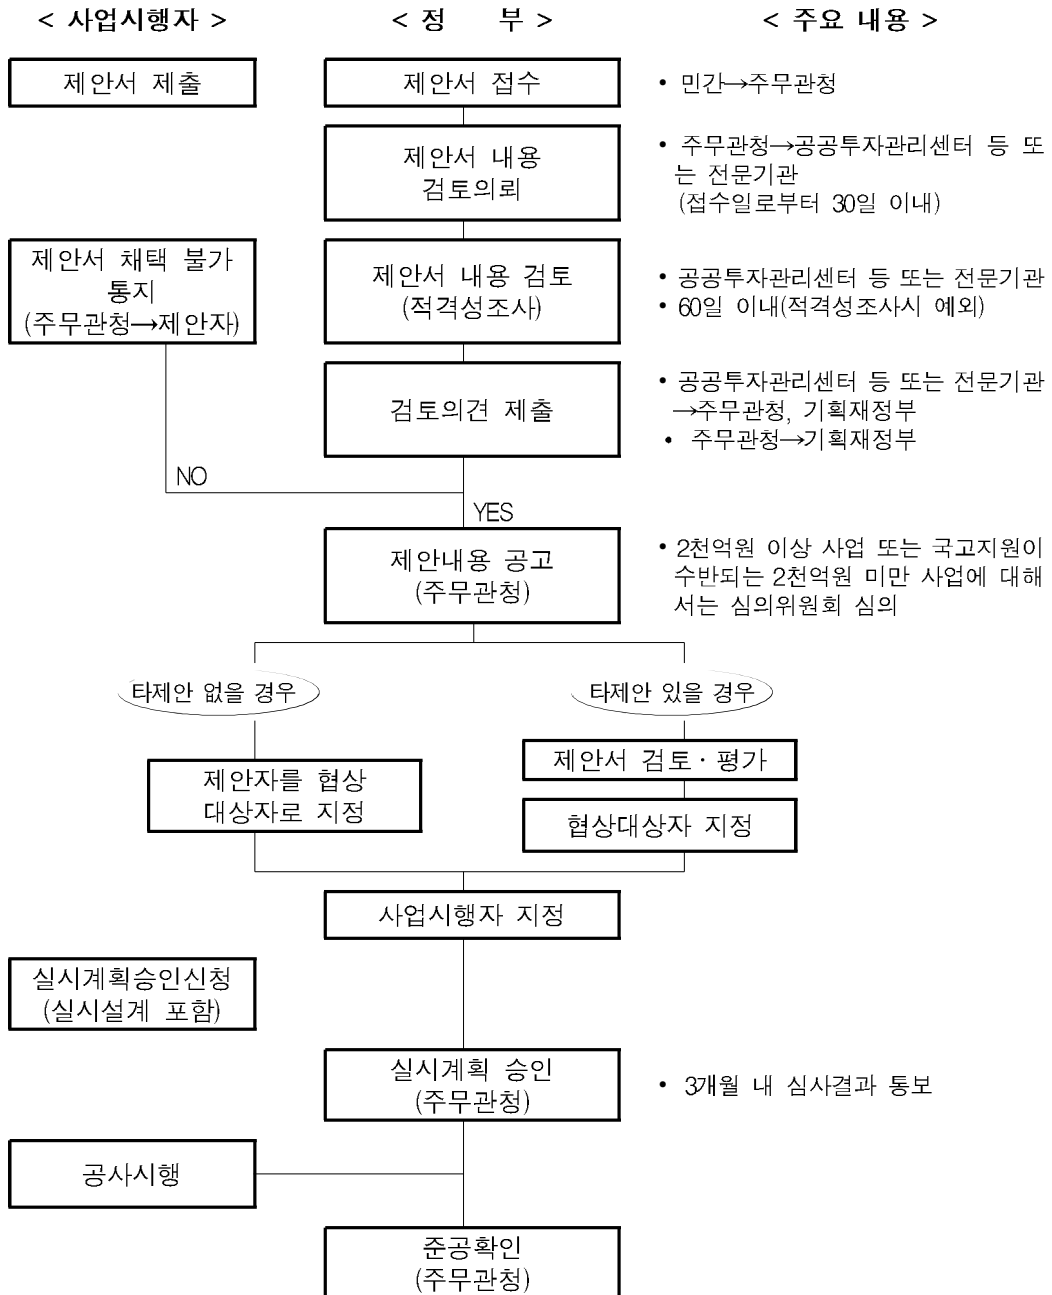 < 사업시행자 >
< 정 부 >
< 주요 내용 >
제안서 제출
제안서 접수
• 민간→주무관청
제안서 내용
검토의뢰
• 주무관청→공공투자관리센터 등 또
는 전문기관
(접수일로부터 30일 이내)
제안서 채택 불가
통지
(주무관청→제안자)
제안서 내용 검토
(적격성조사)
• 공공투자관리센터 등 또는 전문기관
• 60일 이내(적격성조사시 예외)
검토의견 제출
• 공공투자관리센터 등 또는 전문기관
→주무관청, 기획재정부
• 주무관청→기획재정부
NO
YES
제안내용 공고
(주무관청)
• 2천억원 이상 사업 또는 국고지원이
수반되는 2천억원 미만 사업에 대해
서는 심의위원회 심의
타제안 없을 경우
타제안 있을 경우
제안자를 협상
대상자로 지정
제안서 검토·평가
협상대상자 지정
사업시행자 지정
실시계획승인신청
(실시설계 포함)
실시계획 승인
(주무관청)
• 3개월 내 심사결과 통보
공사시행
준공확인
(주무관청)